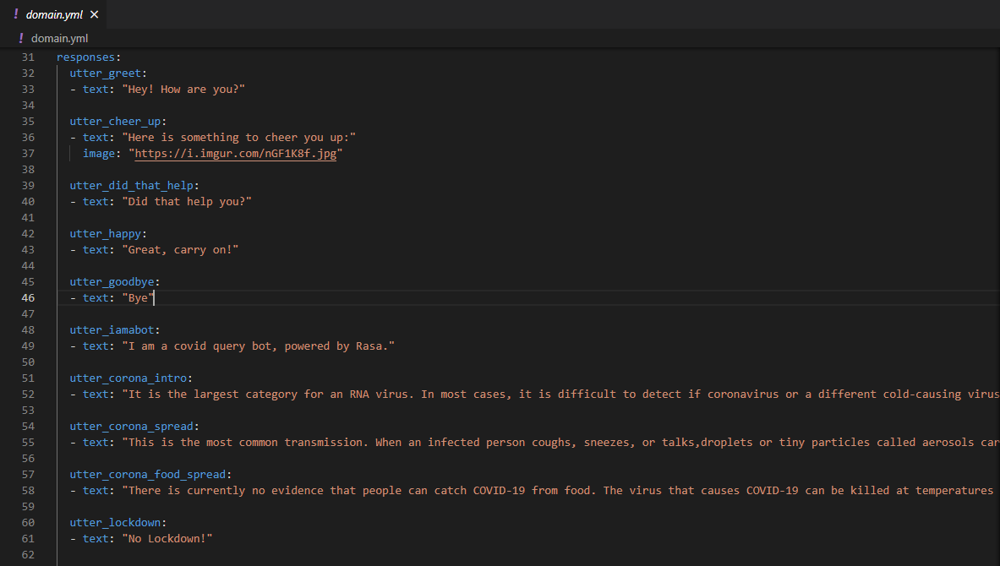 ! domain.yml ✕
! domain.yml
31 responses:
32 utter_greet:
33 - text: "Hey! How are you?"
34
35 utter_cheer_up:
36 - text: "Here is something to cheer you up:"
37 image: "https://i.imgur.com/nGF1K8f.jpg"
38
39 utter_did_that_help:
40 - text: "Did that help you?"
41
42 utter_happy:
43 - text: "Great, carry on!"
44
45 utter_goodbye:
46 - text: "Bye"
47
48 utter_iamabot:
49 - text: "I am a covid query bot, powered by Rasa."
50
51 utter_corona_intro:
52 - text: "It is the largest category for an RNA virus. In most cases, it is difficult to detect if coronavirus or a different cold-causing virus
53
54 utter_corona_spread:
55 - text: "This is the most common transmission. When an infected person coughs, sneezes, or talks,droplets or tiny particles called aerosols car
56
57 utter_corona_food_spread:
58 - text: "There is currently no evidence that people can catch COVID-19 from food. The virus that causes COVID-19 can be killed at temperatures
59
60 utter_lockdown:
61 - text: "No Lockdown!"
62